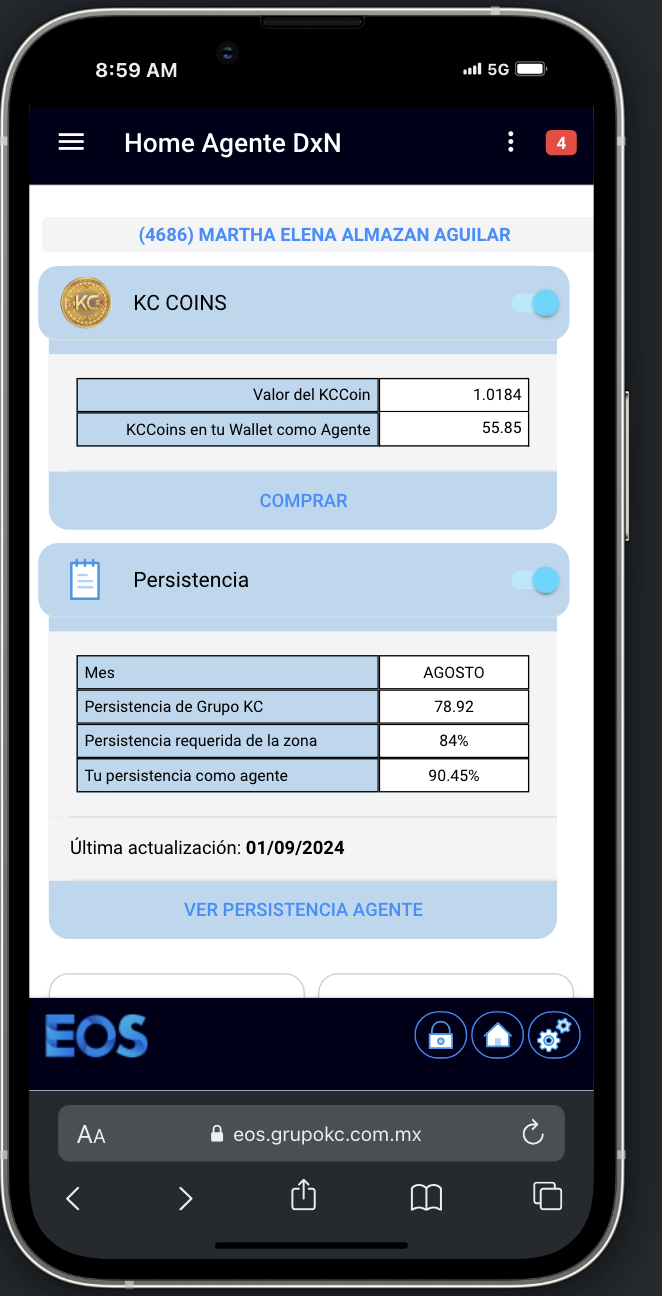 8:59 AM
5G
Home Agente DxN
4
(4686) MARTHA ELENA ALMAZAN AGUILAR
KC
KC COINS
Valor del KCCoin 1.0184
KCCoins en tu Wallet como Agente 55.85
COMPRAR
Persistencia
Mes AGOSTO
Persistencia de Grupo KC 78.92
Persistencia requerida de la zona 84%
Tu persistencia como agente 90.45%
Última actualización: 01/09/2024
VER PERSISTENCIA AGENTE
EOS
AA eos.grupokc.com.mx